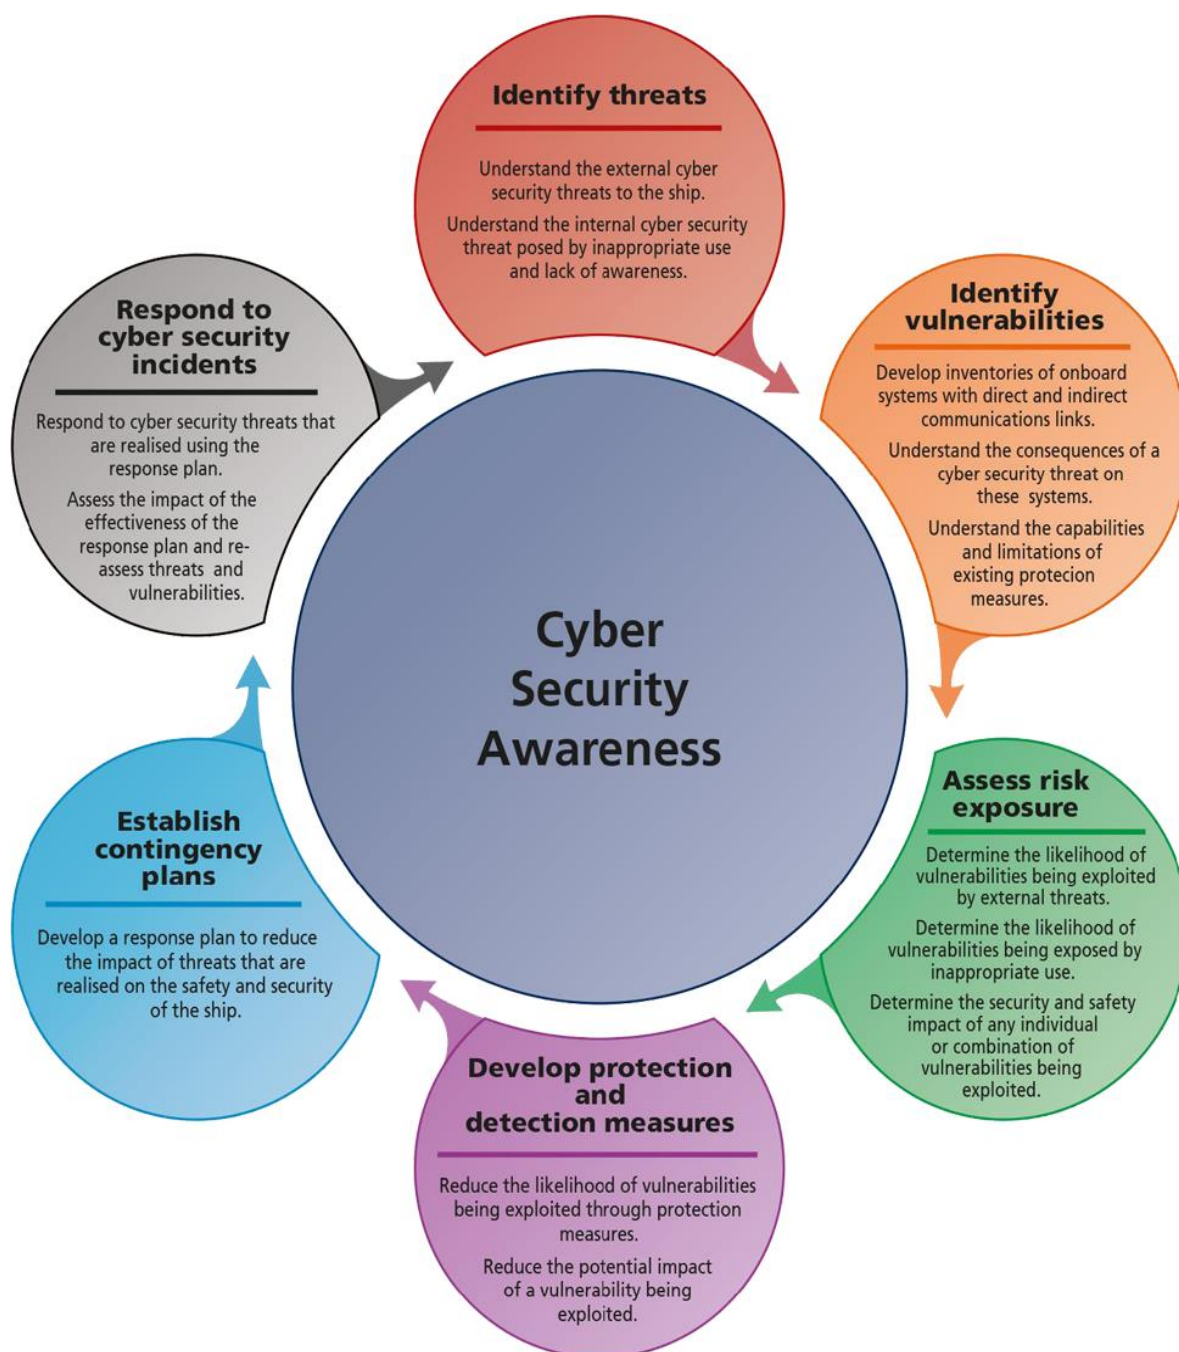 Identify threats
Understand the external cyber
security threats to the ship.
Understand the internal cyber security
threat posed by inappropriate use
and lack of awareness.
Identify
vulnerabilities
Develop inventories of onboard
systems with direct and indirect
communications links.
Understand the consequences of a
cyber security threat on
these systems.
Understand the capabilities
and limitations of
existing protecion
measures.
Assess risk
exposure
Determine the likelihood of
vulnerabilities being exploited
by external threats.
Determine the likelihood of
vulnerabilities being exposed by
inappropriate use.
Determine the security and safety
impact of any individual
or combination of
vulnerabilities being
exploited.
Develop protection
and
detection measures
Reduce the likelihood of vulnerabilities
being exploited through protection
measures.
Reduce the potential impact
of a vulnerability being
exploited.
Establish
contingency
plans
Develop a response plan to reduce
the impact of threats that are
realised on the safety and security
of the ship.
Respond to
cyber security
incidents
Respond to cyber security threats that
are realised using the
response plan.
Assess the impact of the
effectiveness of the
response plan and re-
assess threats and
vulnerabilities.
Cyber
Security
Awareness